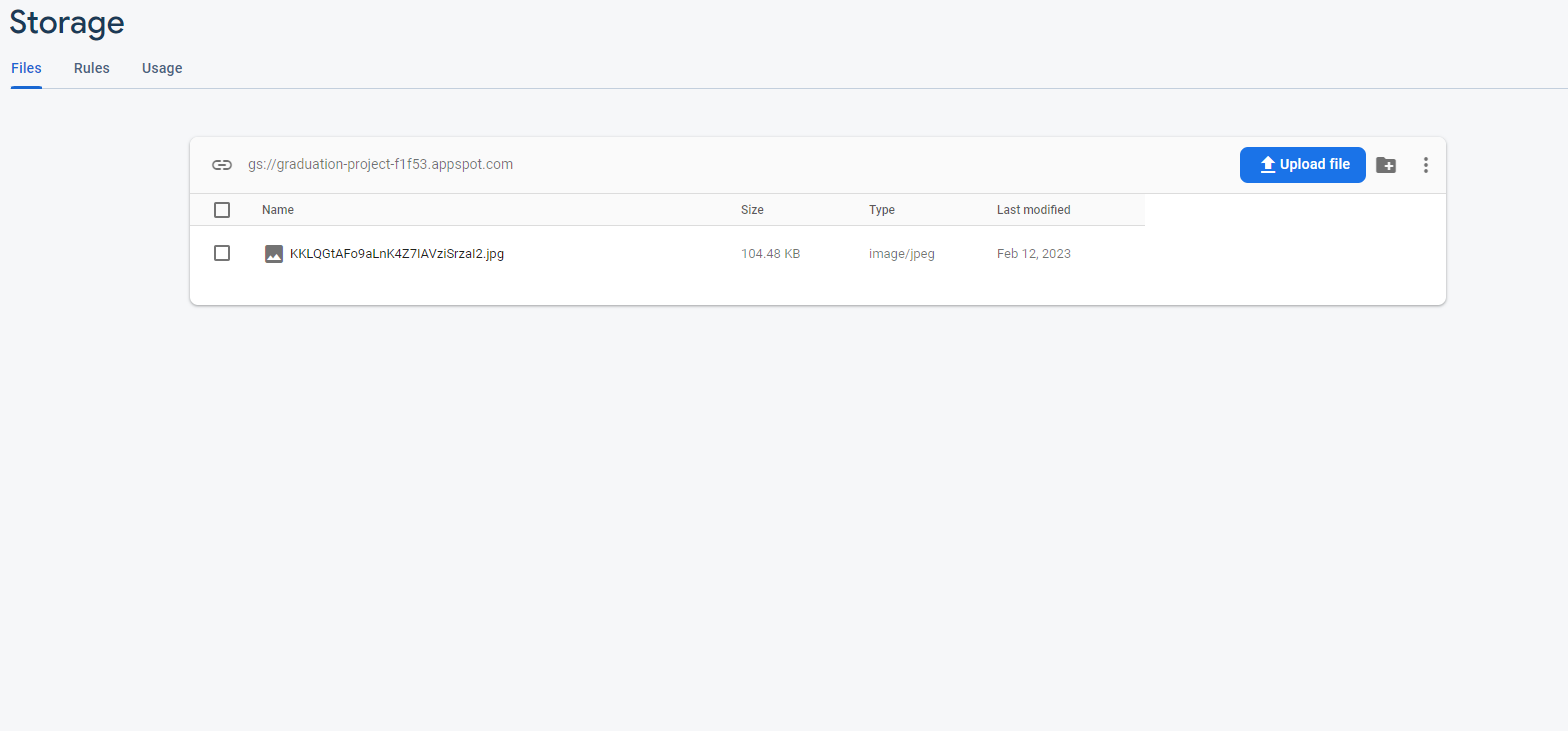 Storage
Files Rules Usage
gs://graduation-project-f1f53.appspot.com Upload file
Name Size Type Last modified
KKLQGtAFo9aLnK4Z7IAVziSrzaI2.jpg 104.48 KB image/jpeg Feb 12, 2023